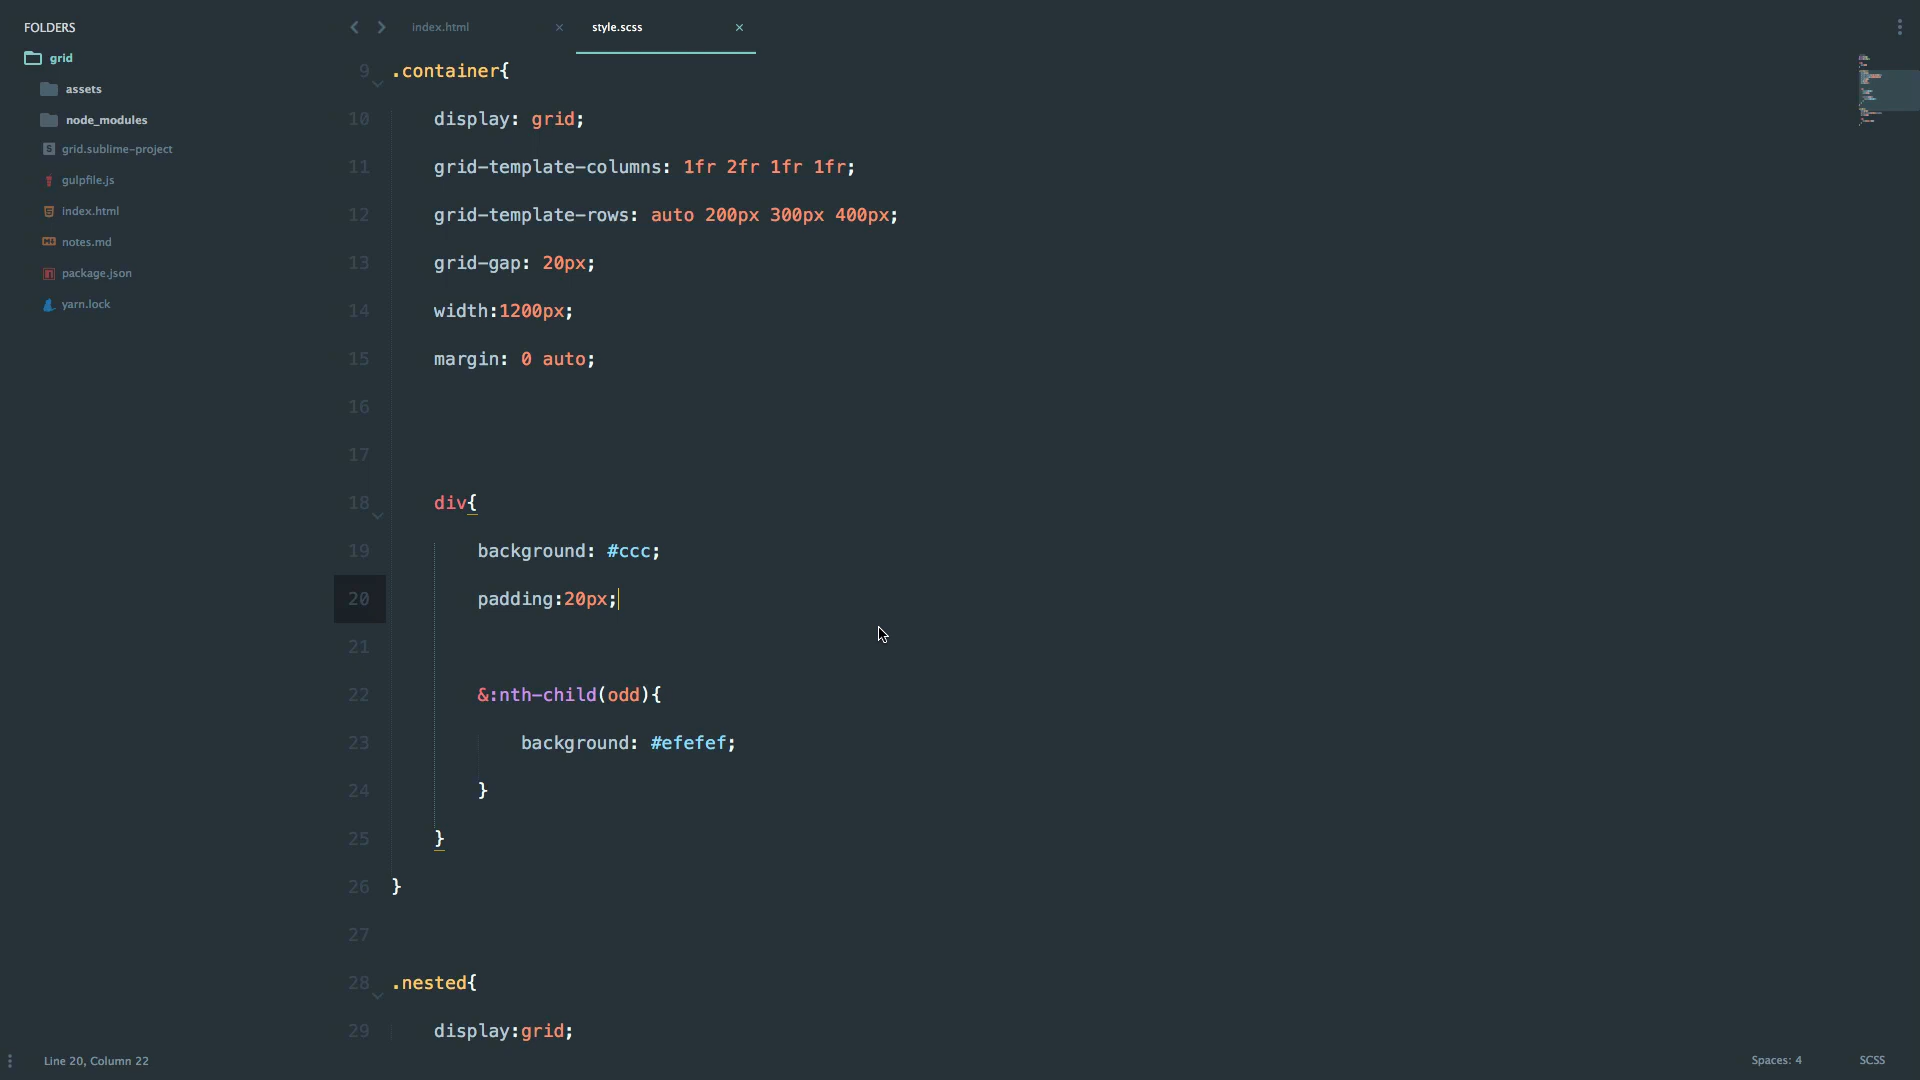 FOLDERS
grid
assets
node_modules
grid.sublime-project
gulpfile.js
index.html
notes.md
package.json
yarn.lock
index.html
style.scss
9 .container{
10 display: grid;
11 grid-template-columns: 1fr 2fr 1fr 1fr;
12 grid-template-rows: auto 200px 300px 400px;
13 grid-gap: 20px;
14 width:1200px;
15 margin: 0 auto;
16
17
18 div{
19 background: #ccc;
20 padding:20px;
21
22 &:nth-child(odd){
23 background: #efefef;
24 }
25 }
26 }
27
28 .nested{
29 display:grid;
Line 20, Column 22
Spaces: 4
SCSS